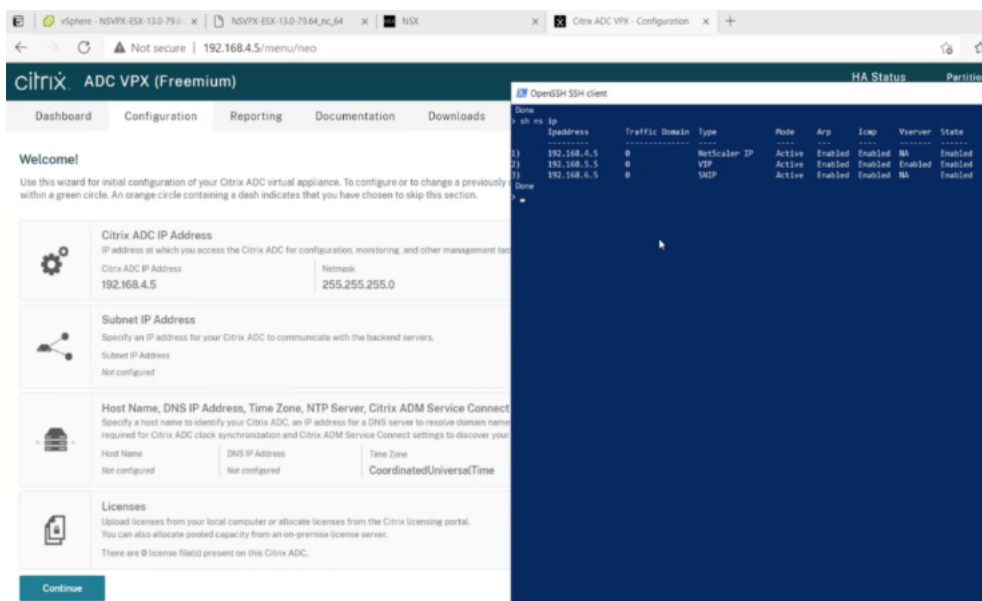 vSphere - NSVPX-ESX-13.0-79.6
NSVPX-ESX-13.0-79.64_nc_64
NSX
Citrix ADC VPX - Configuration
Not secure | 192.168.4.5/menu/neo
citrix. ADC VPX (Freemium)
HA Status
Partitio
Dashboard Configuration Reporting Documentation Downloads
Welcome!
Use this wizard for initial configuration of your Citrix ADC virtual appliance. To configure or to change a previously
within a green circle. An orange circle containing a dash indicates that you have chosen to skip this section.
Citrix ADC IP Address
IP address at which you access the Citrix ADC for configuration, monitoring, and other management tas
Citrix ADC IP Address Netmask
192.168.4.5 255.255.255.0
Subnet IP Address
Specify an IP address for your Citrix ADC to communicate with the backend servers.
Subnet IP Address
Not configured
Host Name, DNS IP Address, Time Zone, NTP Server, Citrix ADM Service Connect
Specify a host name to identify your Citrix ADC, an IP address for a DNS server to resolve domain name
required for Citrix ADC clock synchronization and Citrix ADM Service Connect settings to discover your
Host Name DNS IP Address Time Zone
Not configured Not configured CoordinatedUniversalTime
Licenses
Upload licenses from your local computer or allocate licenses from the Citrix licensing portal.
You can also allocate pooled capacity from an on-premise license server.
There are 0 license file(s) present on this Citrix ADC.
Continue
OpenSSH SSH client
Done
> sh ns ip
Ipaddress Traffic Domain Type Mode Arp Icmp Vserver State
--------- -------------- ---- ---- --- ---- ------- -----
1) 192.168.4.5 0 NetScaler IP Active Enabled Enabled NA Enabled
2) 192.168.5.5 0 VIP Active Enabled Enabled Enabled Enabled
3) 192.168.6.5 0 SNIP Active Enabled Enabled NA Enabled
Done
>